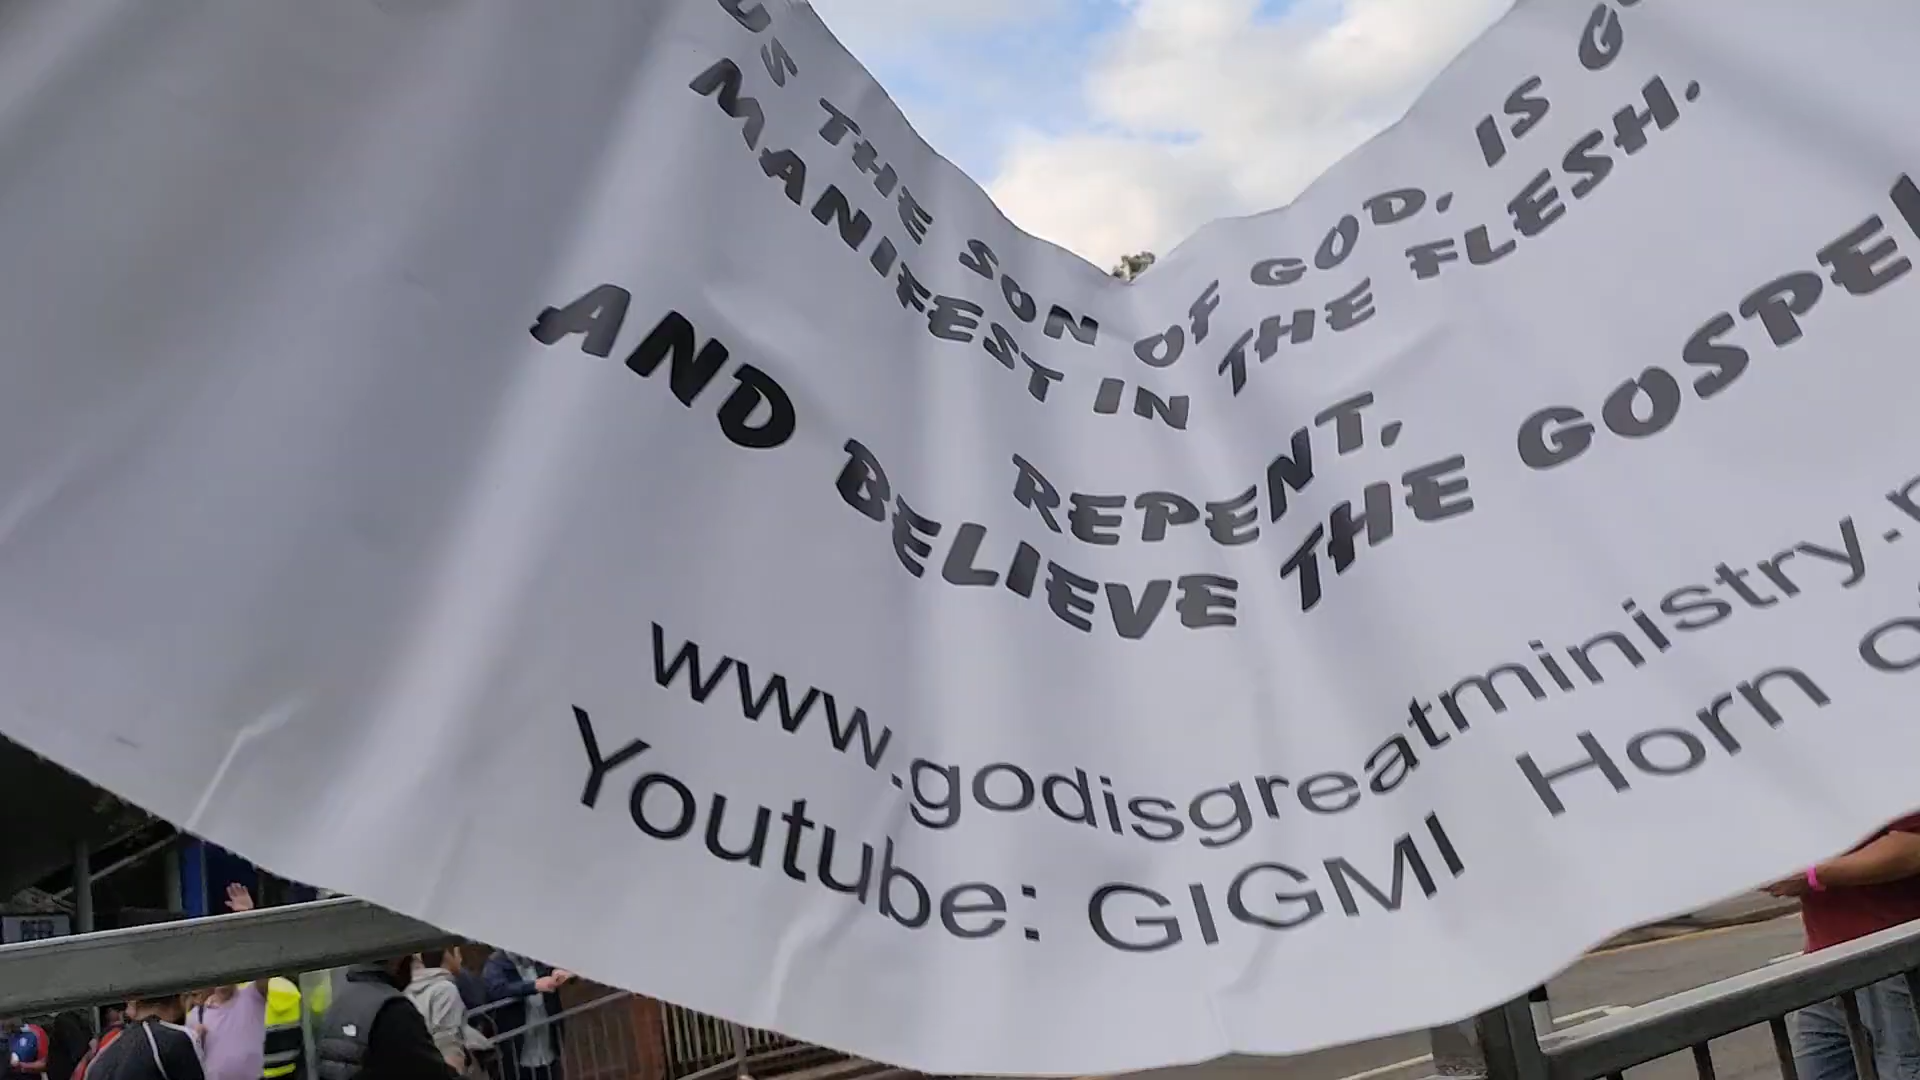 THE SON OF GOD, IS
MANIFEST IN THE FLESH.
REPENT,
AND BELIEVE THE GOSPEL
www.godisgreatministry.
Youtube: GIGMI Horn